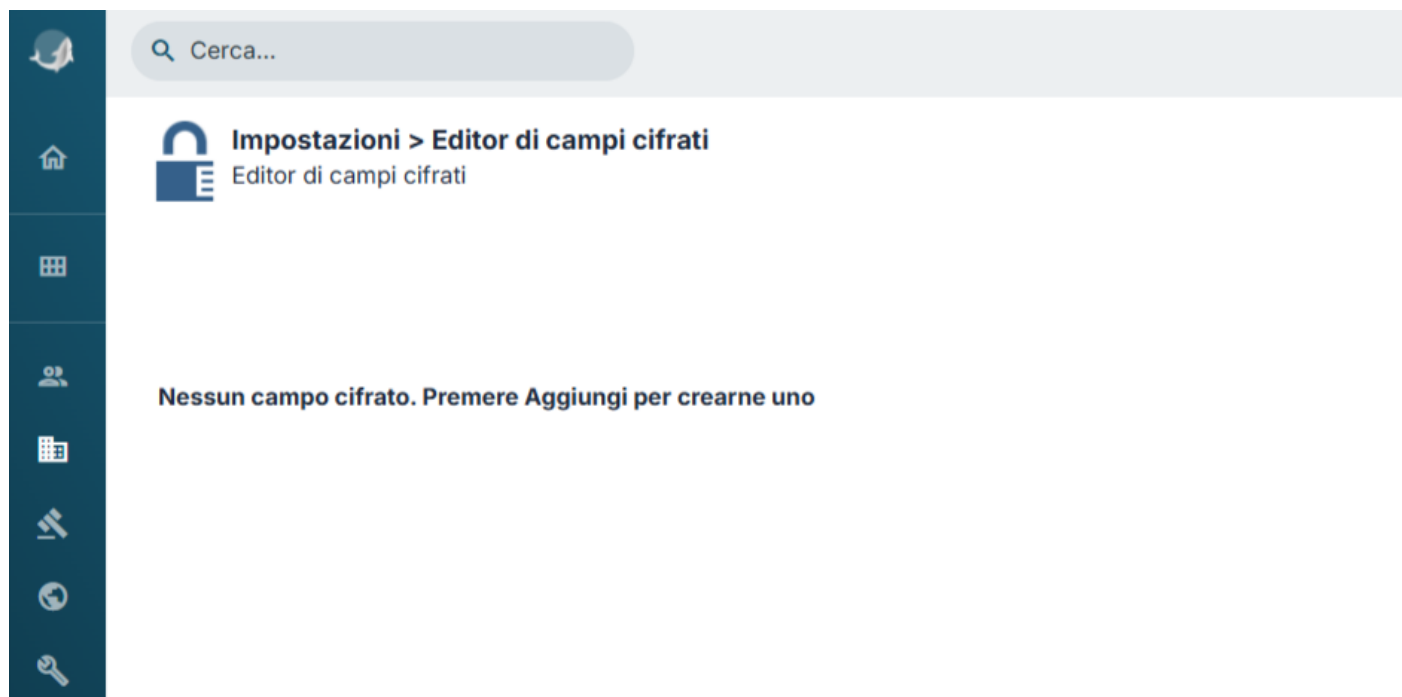 Cerca...
Impostazioni > Editor di campi cifrati
Editor di campi cifrati
Nessun campo cifrato. Premere Aggiungi per crearne uno